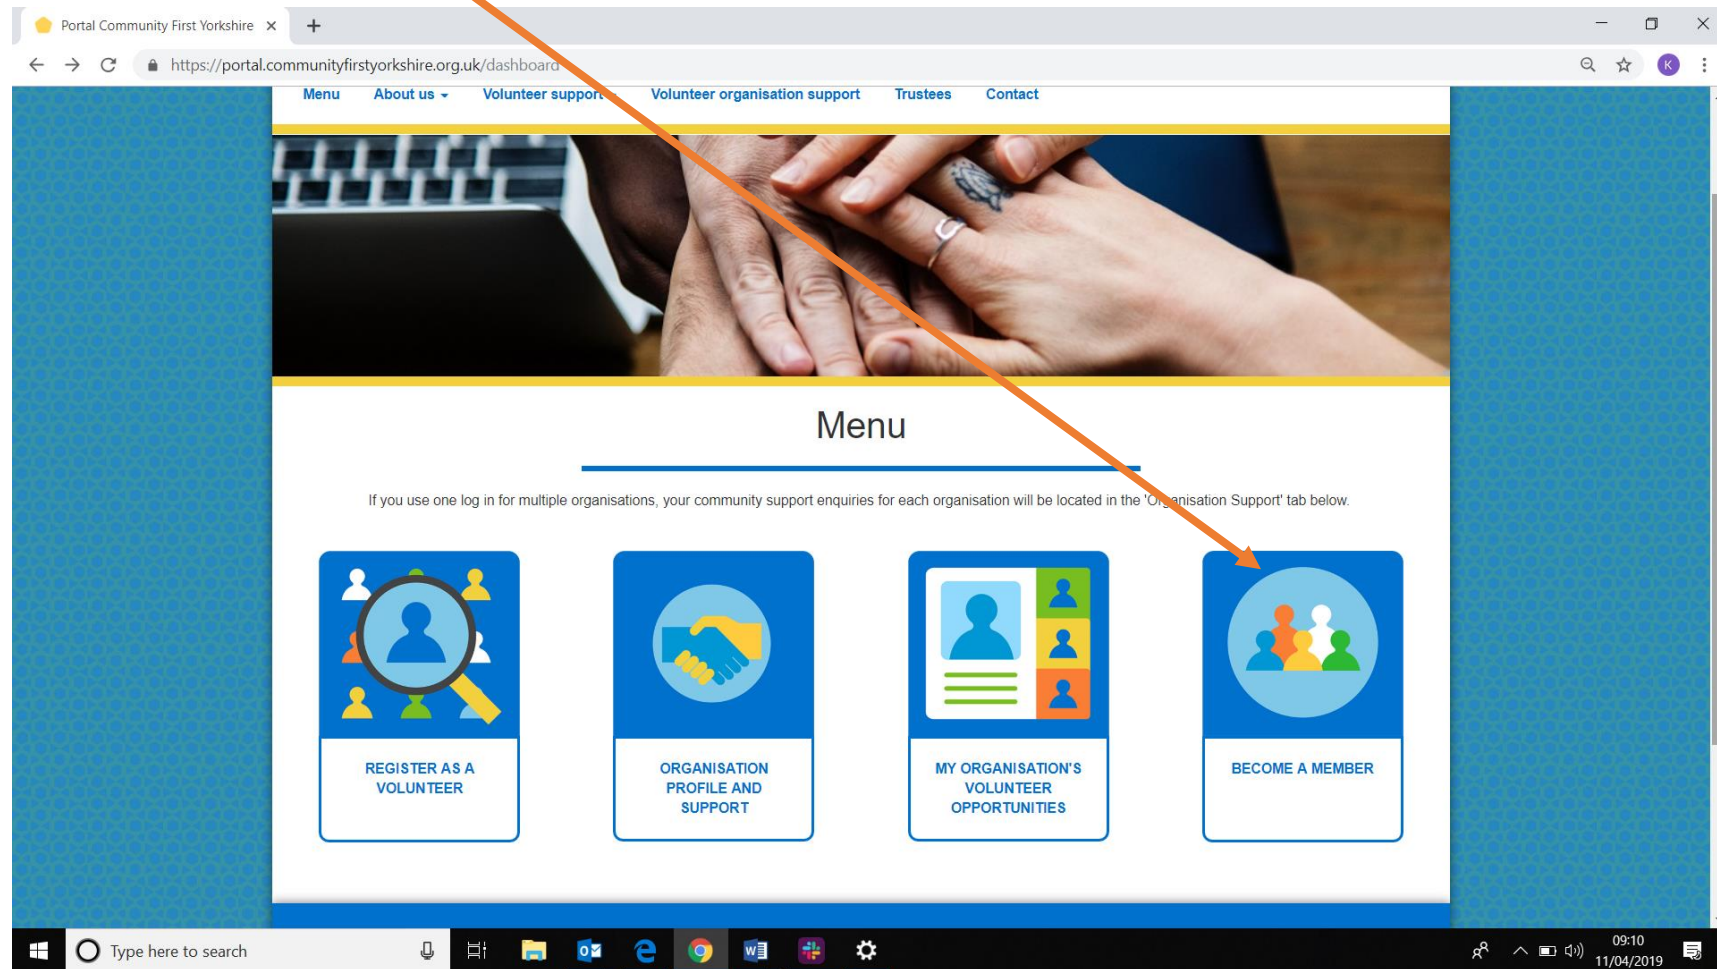 Portal Community First Yorkshire
https://portal.communityfirstyorkshire.org.uk/dashboard
K
Menu About us Volunteer support Volunteer organisation support Trustees Contact
Menu
If you use one log in for multiple organisations, your community support enquiries for each organisation will be located in the 'Organisation Support' tab below.
REGISTER AS A
VOLUNTEER
ORGANISATION
PROFILE AND
SUPPORT
MY ORGANISATION'S
VOLUNTEER
OPPORTUNITIES
BECOME A MEMBER
Type here to search
09:10
11/04/2019